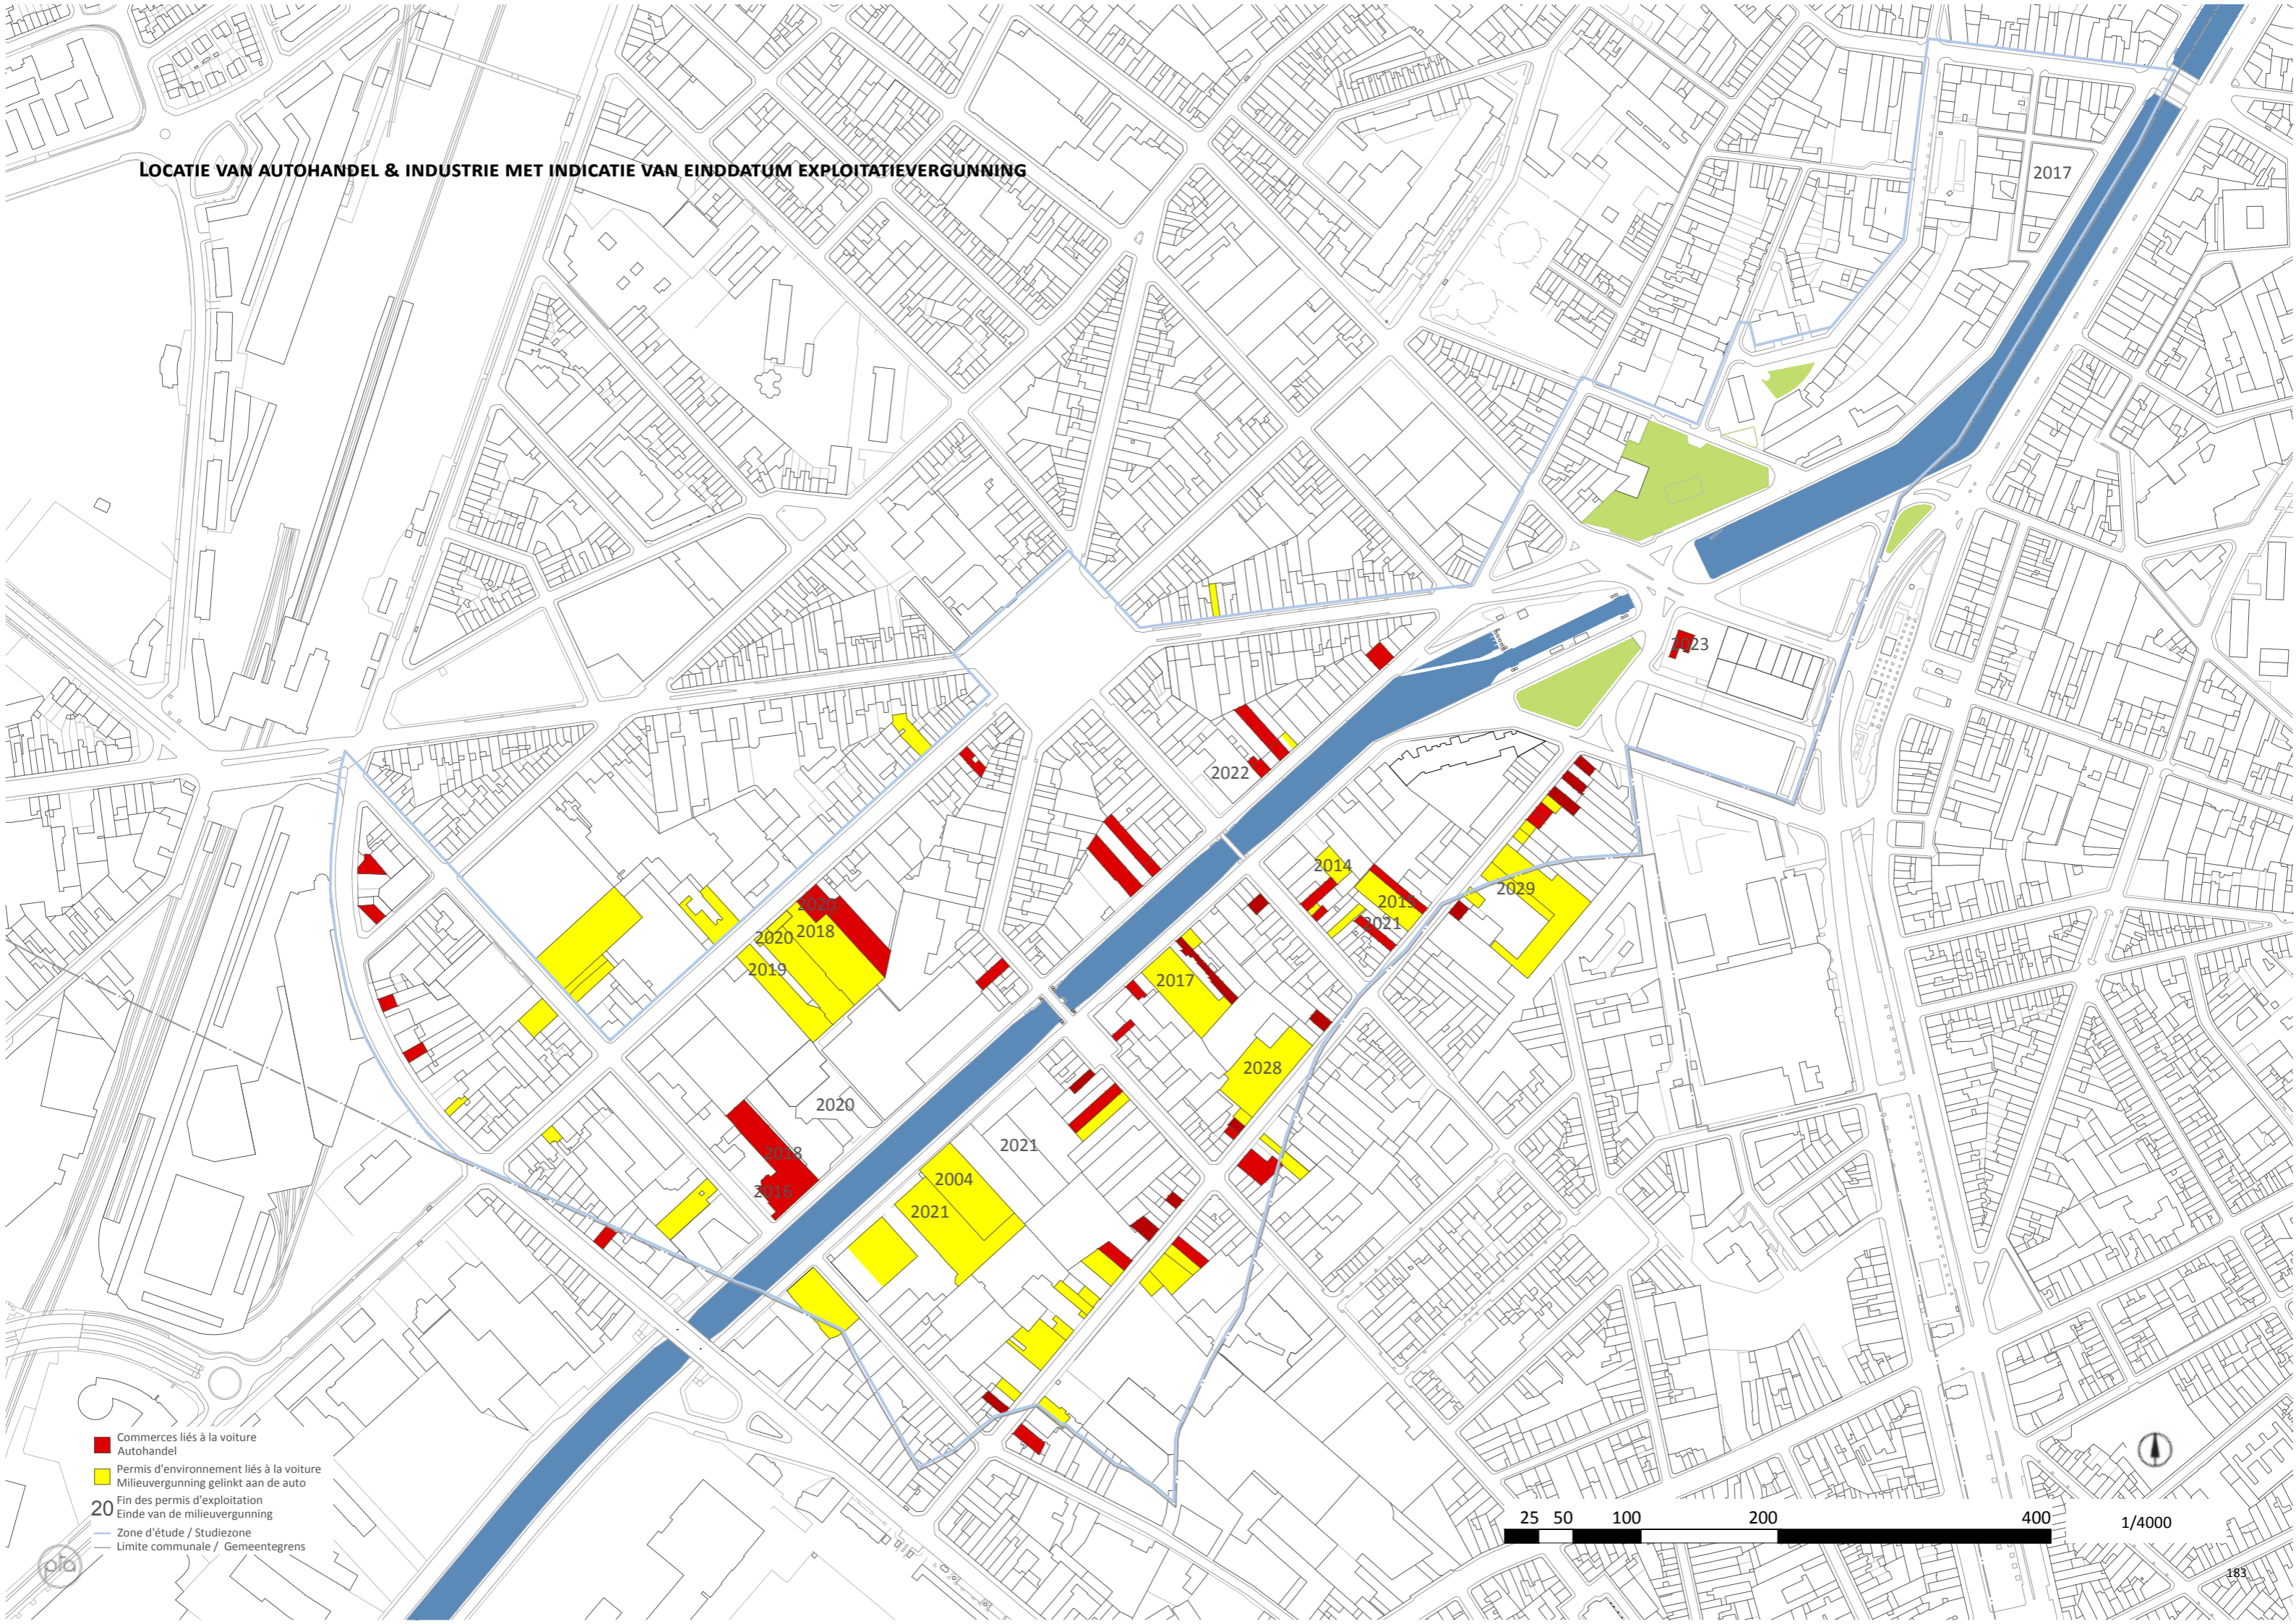 LOCATIE VAN AUTOHANDEL & INDUSTRIE MET INDICATIE VAN EINDDATUM EXPLOITATIEVERGUNNING
2017
2023
2022
2014
2015
2021
2029
2020
2018
2020
2019
2017
2028
2020
2021
2018
2004
2016
2021
Commerces liés à la voiture
Autohandel
Permis d'environnement liés à la voiture
Milieuvergunning gelinkt aan de auto
20 Fin des permis d'exploitation
Einde van de milieuvergunning
Zone d'étude / Studiezone
Limite communale / Gemeentegrens
pta
25 50 100 200 400
1/4000
183